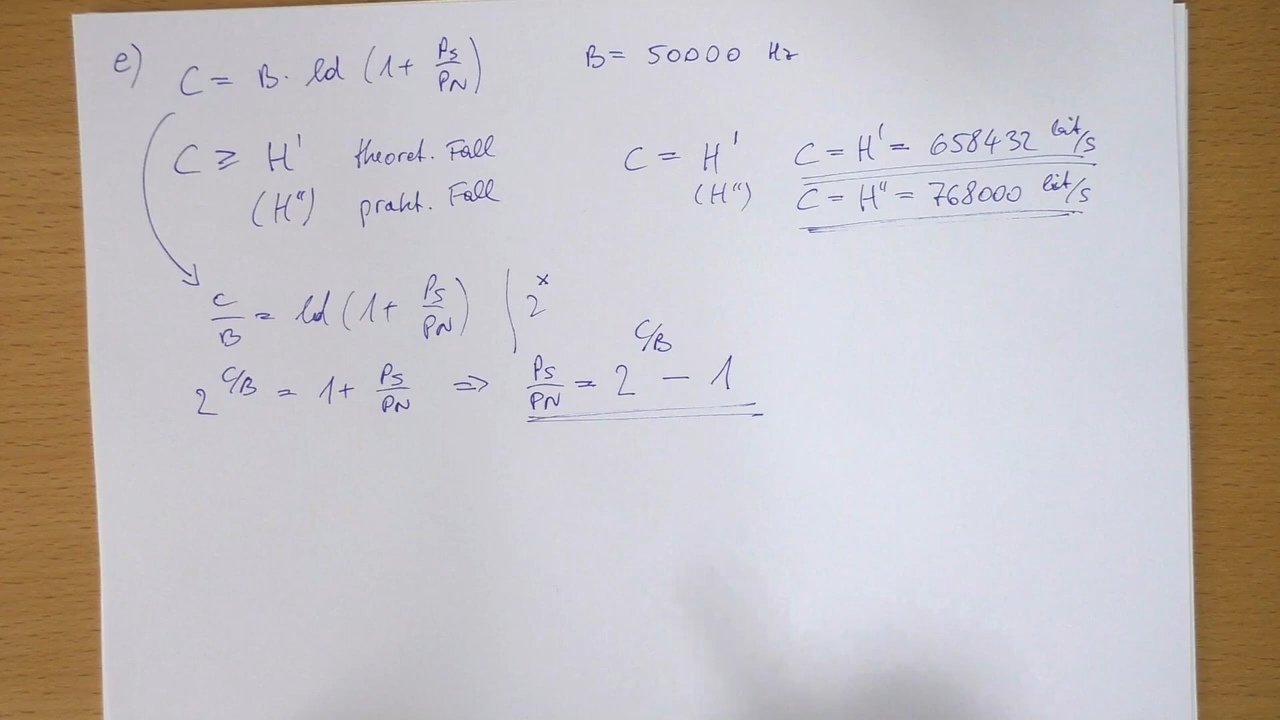 e) C = B · ld (1 + PS/PN) B = 50000 Hz
C ≥ H' theoret. Fall C = H' C = H' = 658432 bit/s
(H") prakt. Fall (H") C = H" = 768000 bit/s
C/B = ld (1 + PS/PN) | 2^x
2^C/B = 1 + PS/PN ⇒ PS/PN = 2^C/B − 1